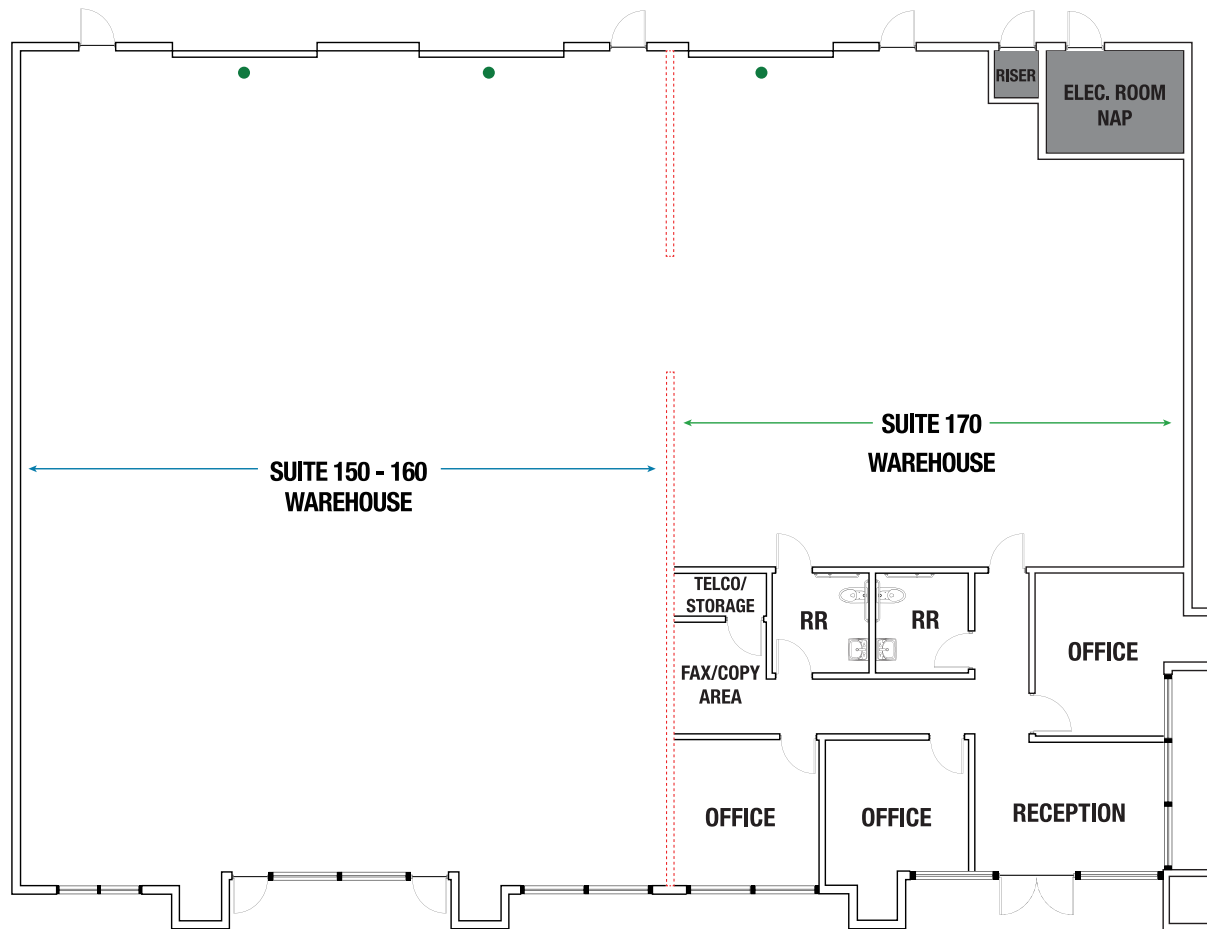 RISER
ELEC. ROOM
NAP
SUITE 170
WAREHOUSE
SUITE 150 - 160
WAREHOUSE
TELCO/
STORAGE
RR
RR
OFFICE
FAX/COPY
AREA
OFFICE
OFFICE
RECEPTION